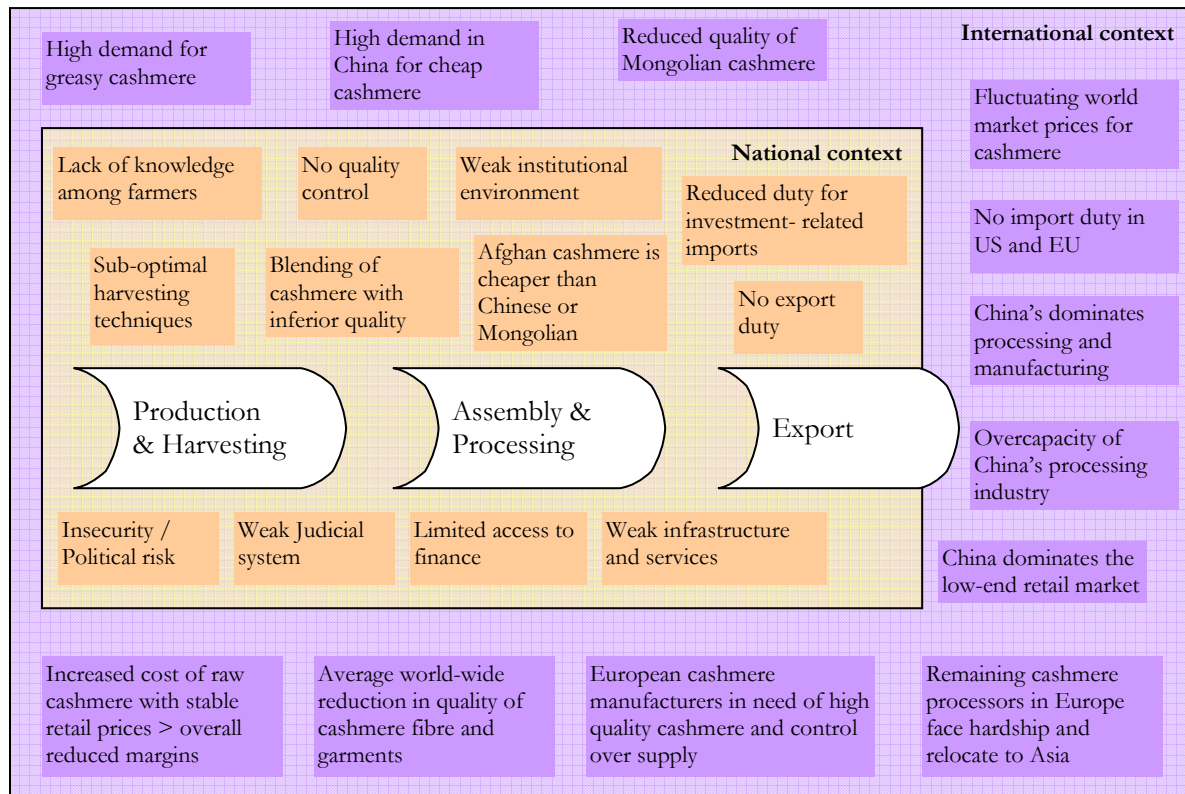 International context
High demand for
greasy cashmere
High demand in
China for cheap
cashmere
Reduced quality of
Mongolian cashmere
Fluctuating world
market prices for
cashmere
No import duty in
US and EU
China’s dominates
processing and
manufacturing
Overcapacity of
China’s processing
industry
China dominates the
low-end retail market
National context
Lack of knowledge
among farmers
No quality
control
Weak institutional
environment
Reduced duty for
investment- related
imports
Sub-optimal
harvesting
techniques
Blending of
cashmere with
inferior quality
Afghan cashmere is
cheaper than
Chinese or
Mongolian
No export
duty
Production
& Harvesting
Assembly &
Processing
Export
Insecurity /
Political risk
Weak Judicial
system
Limited access to
finance
Weak infrastructure
and services
Increased cost of raw
cashmere with stable
retail prices > overall
reduced margins
Average world-wide
reduction in quality of
cashmere fibre and
garments
European cashmere
manufacturers in need of high
quality cashmere and control
over supply
Remaining cashmere
processors in Europe
face hardship and
relocate to Asia